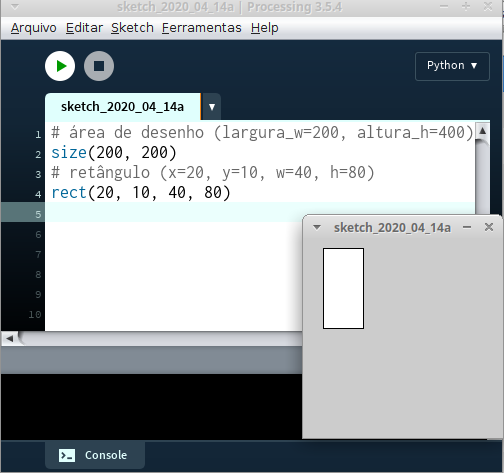 sketch_2020_04_14a | Processing 3.5.4
Arquivo Editar Sketch Ferramentas Help
Python ▾
sketch_2020_04_14a ▾
1 # área de desenho (largura_w=200, altura_h=400)
2 size(200, 200)
3 # retângulo (x=20, y=10, w=40, h=80)
4 rect(20, 10, 40, 80)
5
6
7
8
9
10
sketch_2020_04_14a
Console